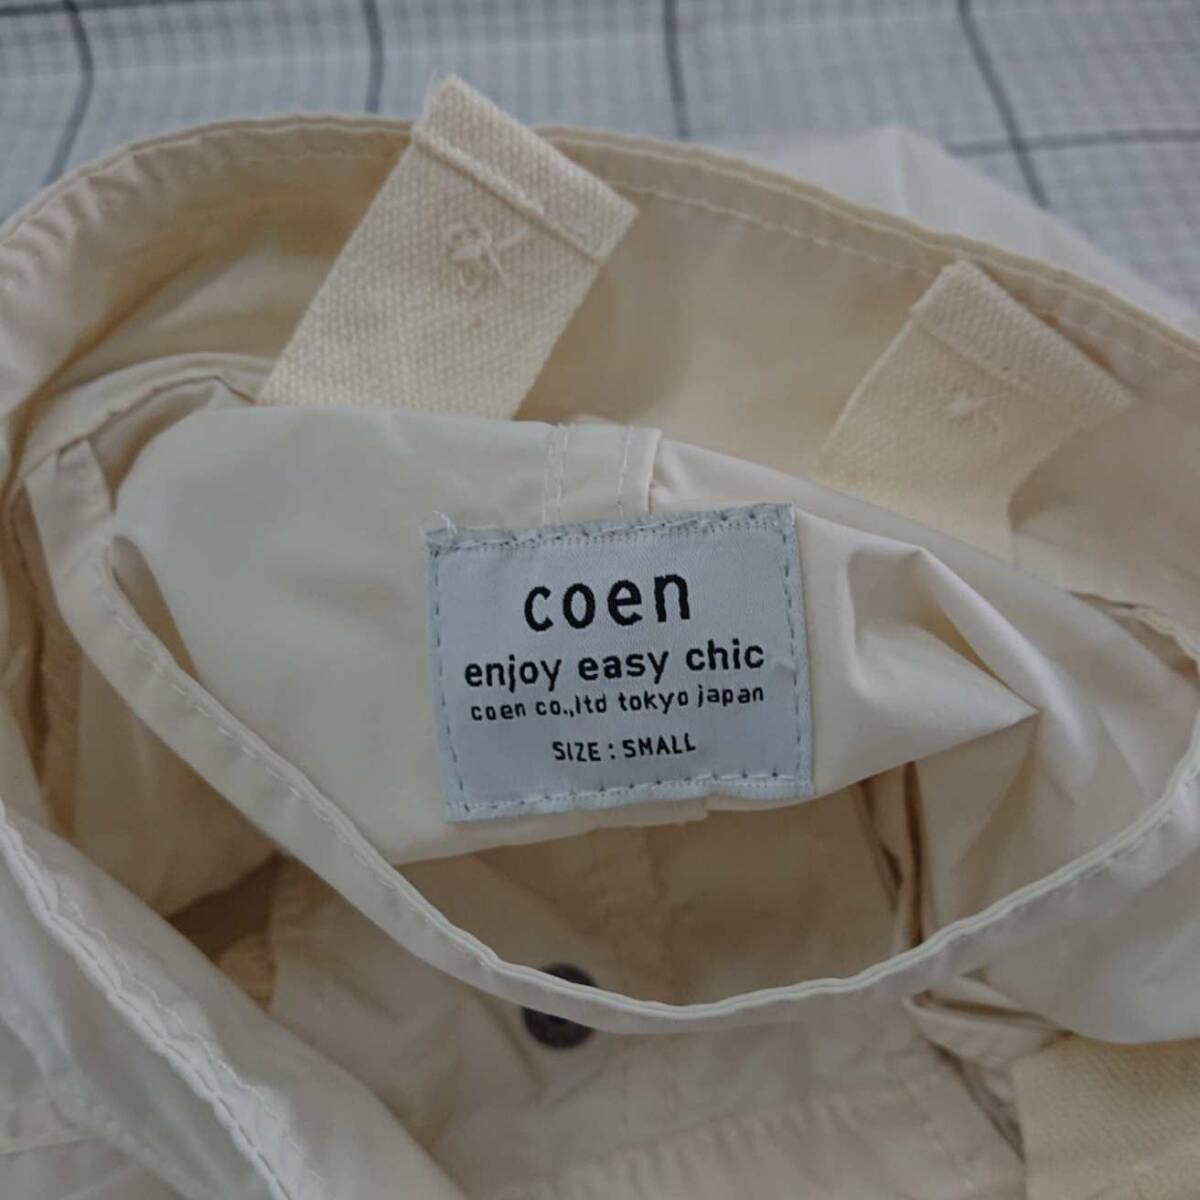 coen
enjoy easy chic
coen co.,ltd tokyo japan
SIZE : SMALL